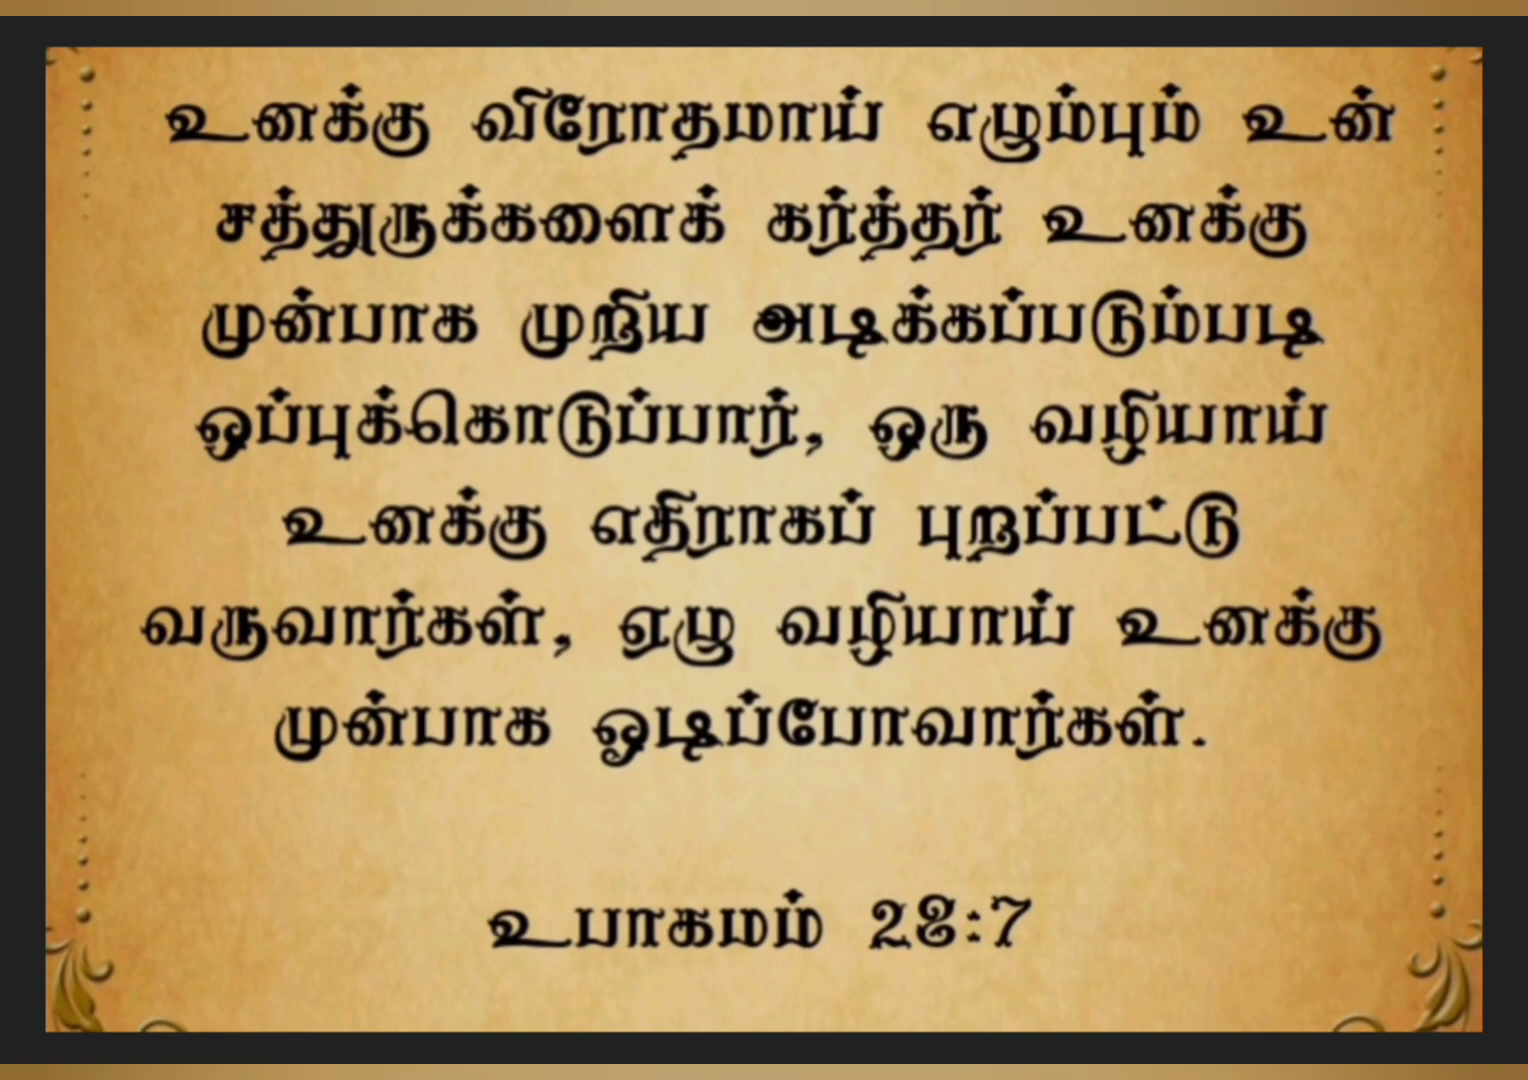 உனக்கு விரோதமாய் எழும்பும் உன்
சத்துருக்களைக் கர்த்தர் உனக்கு
முன்பாக முறிய அடிக்கப்படும்படி
ஒப்புக்கொடுப்பார், ஒரு வழியாய்
உனக்கு எதிராகப் புறப்பட்டு
வருவார்கள், ஏழு வழியாய் உனக்கு
முன்பாக ஓடிப்போவார்கள்.
உபாகமம் 28:7